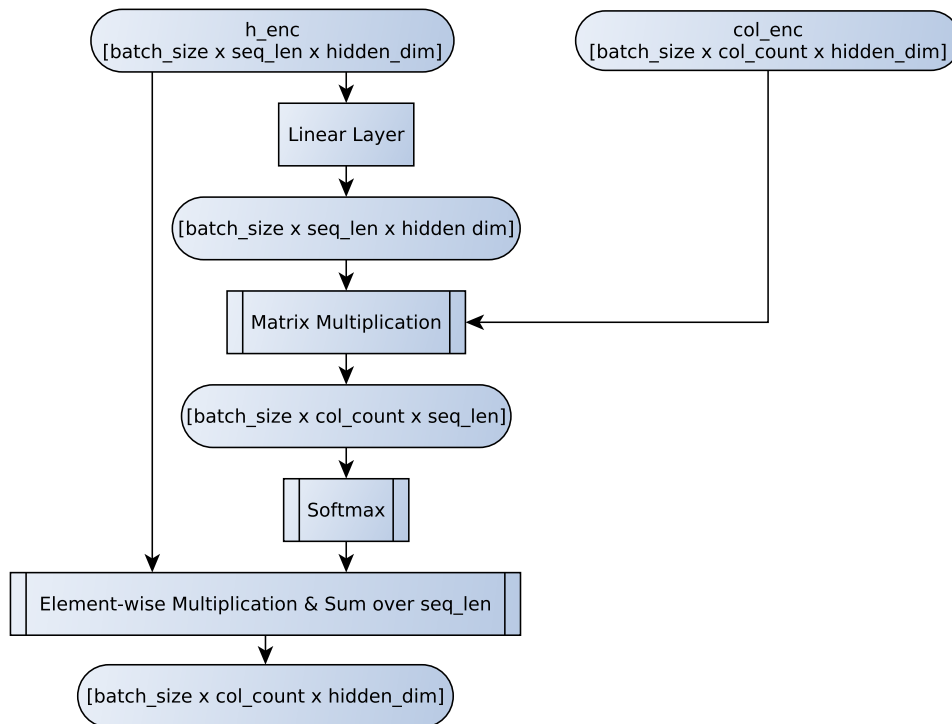 h_enc
[batch_size x seq_len x hidden_dim]
col_enc
[batch_size x col_count x hidden_dim]
Linear Layer
[batch_size x seq_len x hidden dim]
Matrix Multiplication
[batch_size x col_count x seq_len]
Softmax
Element-wise Multiplication & Sum over seq_len
[batch_size x col_count x hidden_dim]